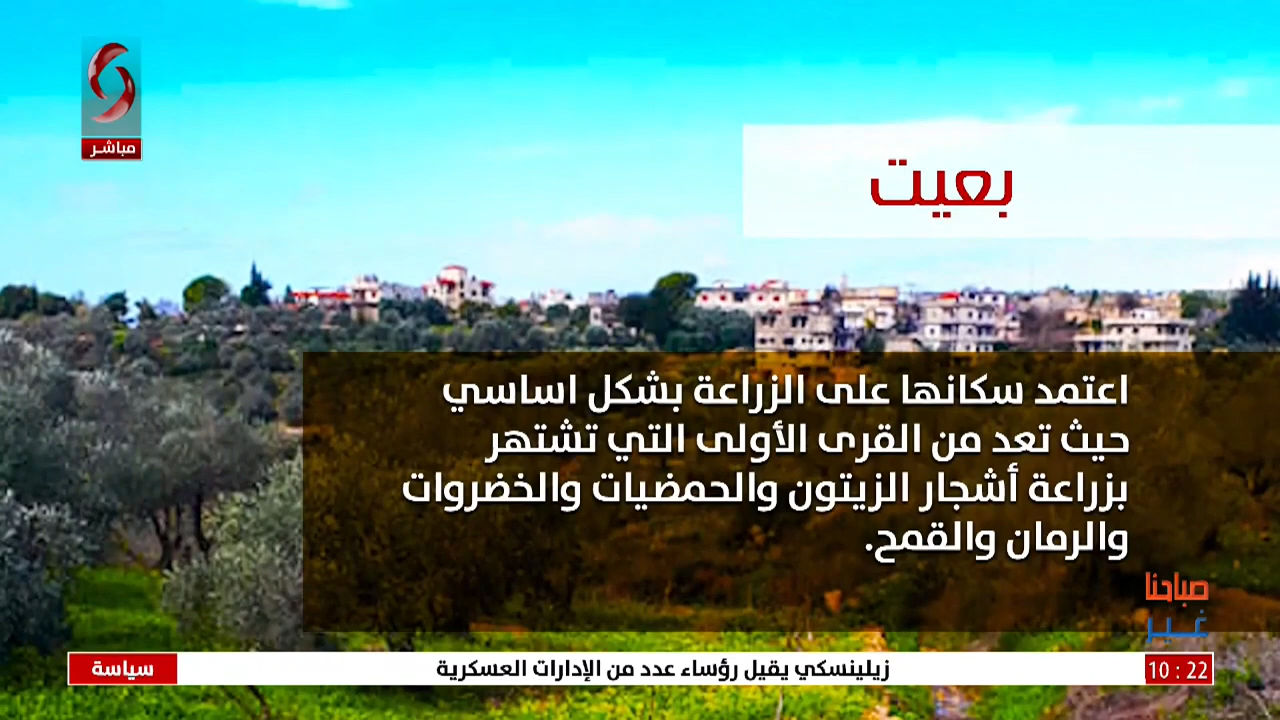 مباشر
بعيت
اعتمد سكانها على الزراعة بشكل اساسي
حيث تعد من القرى الأولى التي تشتهر
بزراعة أشجار الزيتون والحمضيات والخضروات
والرمان والقمح.
صباحنا
غير
سياسة
زيلينسكي يقيل رؤساء عدد من الإدارات العسكرية
10 : 22